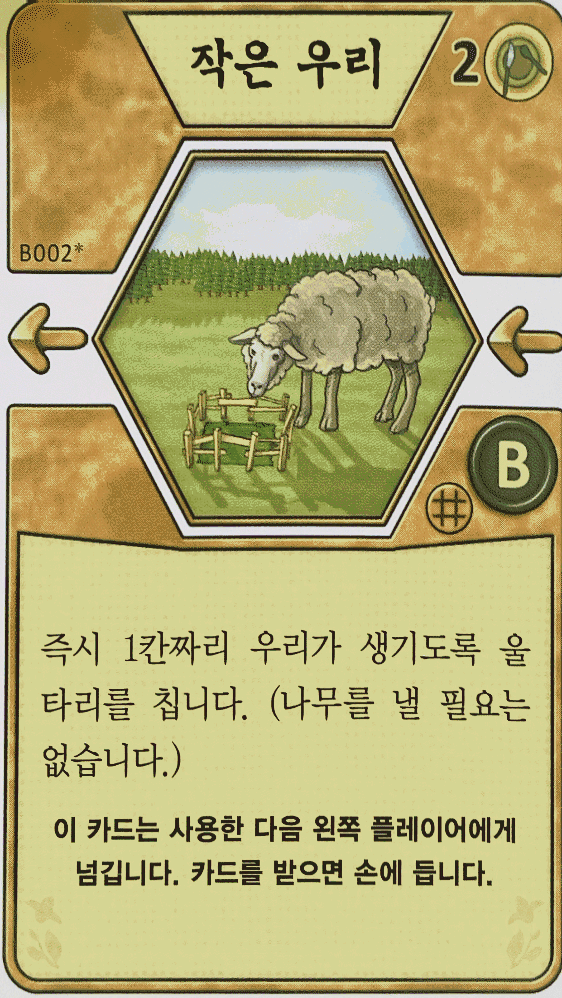 작은 우리
2
B002*
B
즉시 1칸짜리 우리가 생기도록 울
타리를 칩니다. (나무를 낼 필요는
없습니다.)
이 카드는 사용한 다음 왼쪽 플레이어에게
넘깁니다. 카드를 받으면 손에 듭니다.